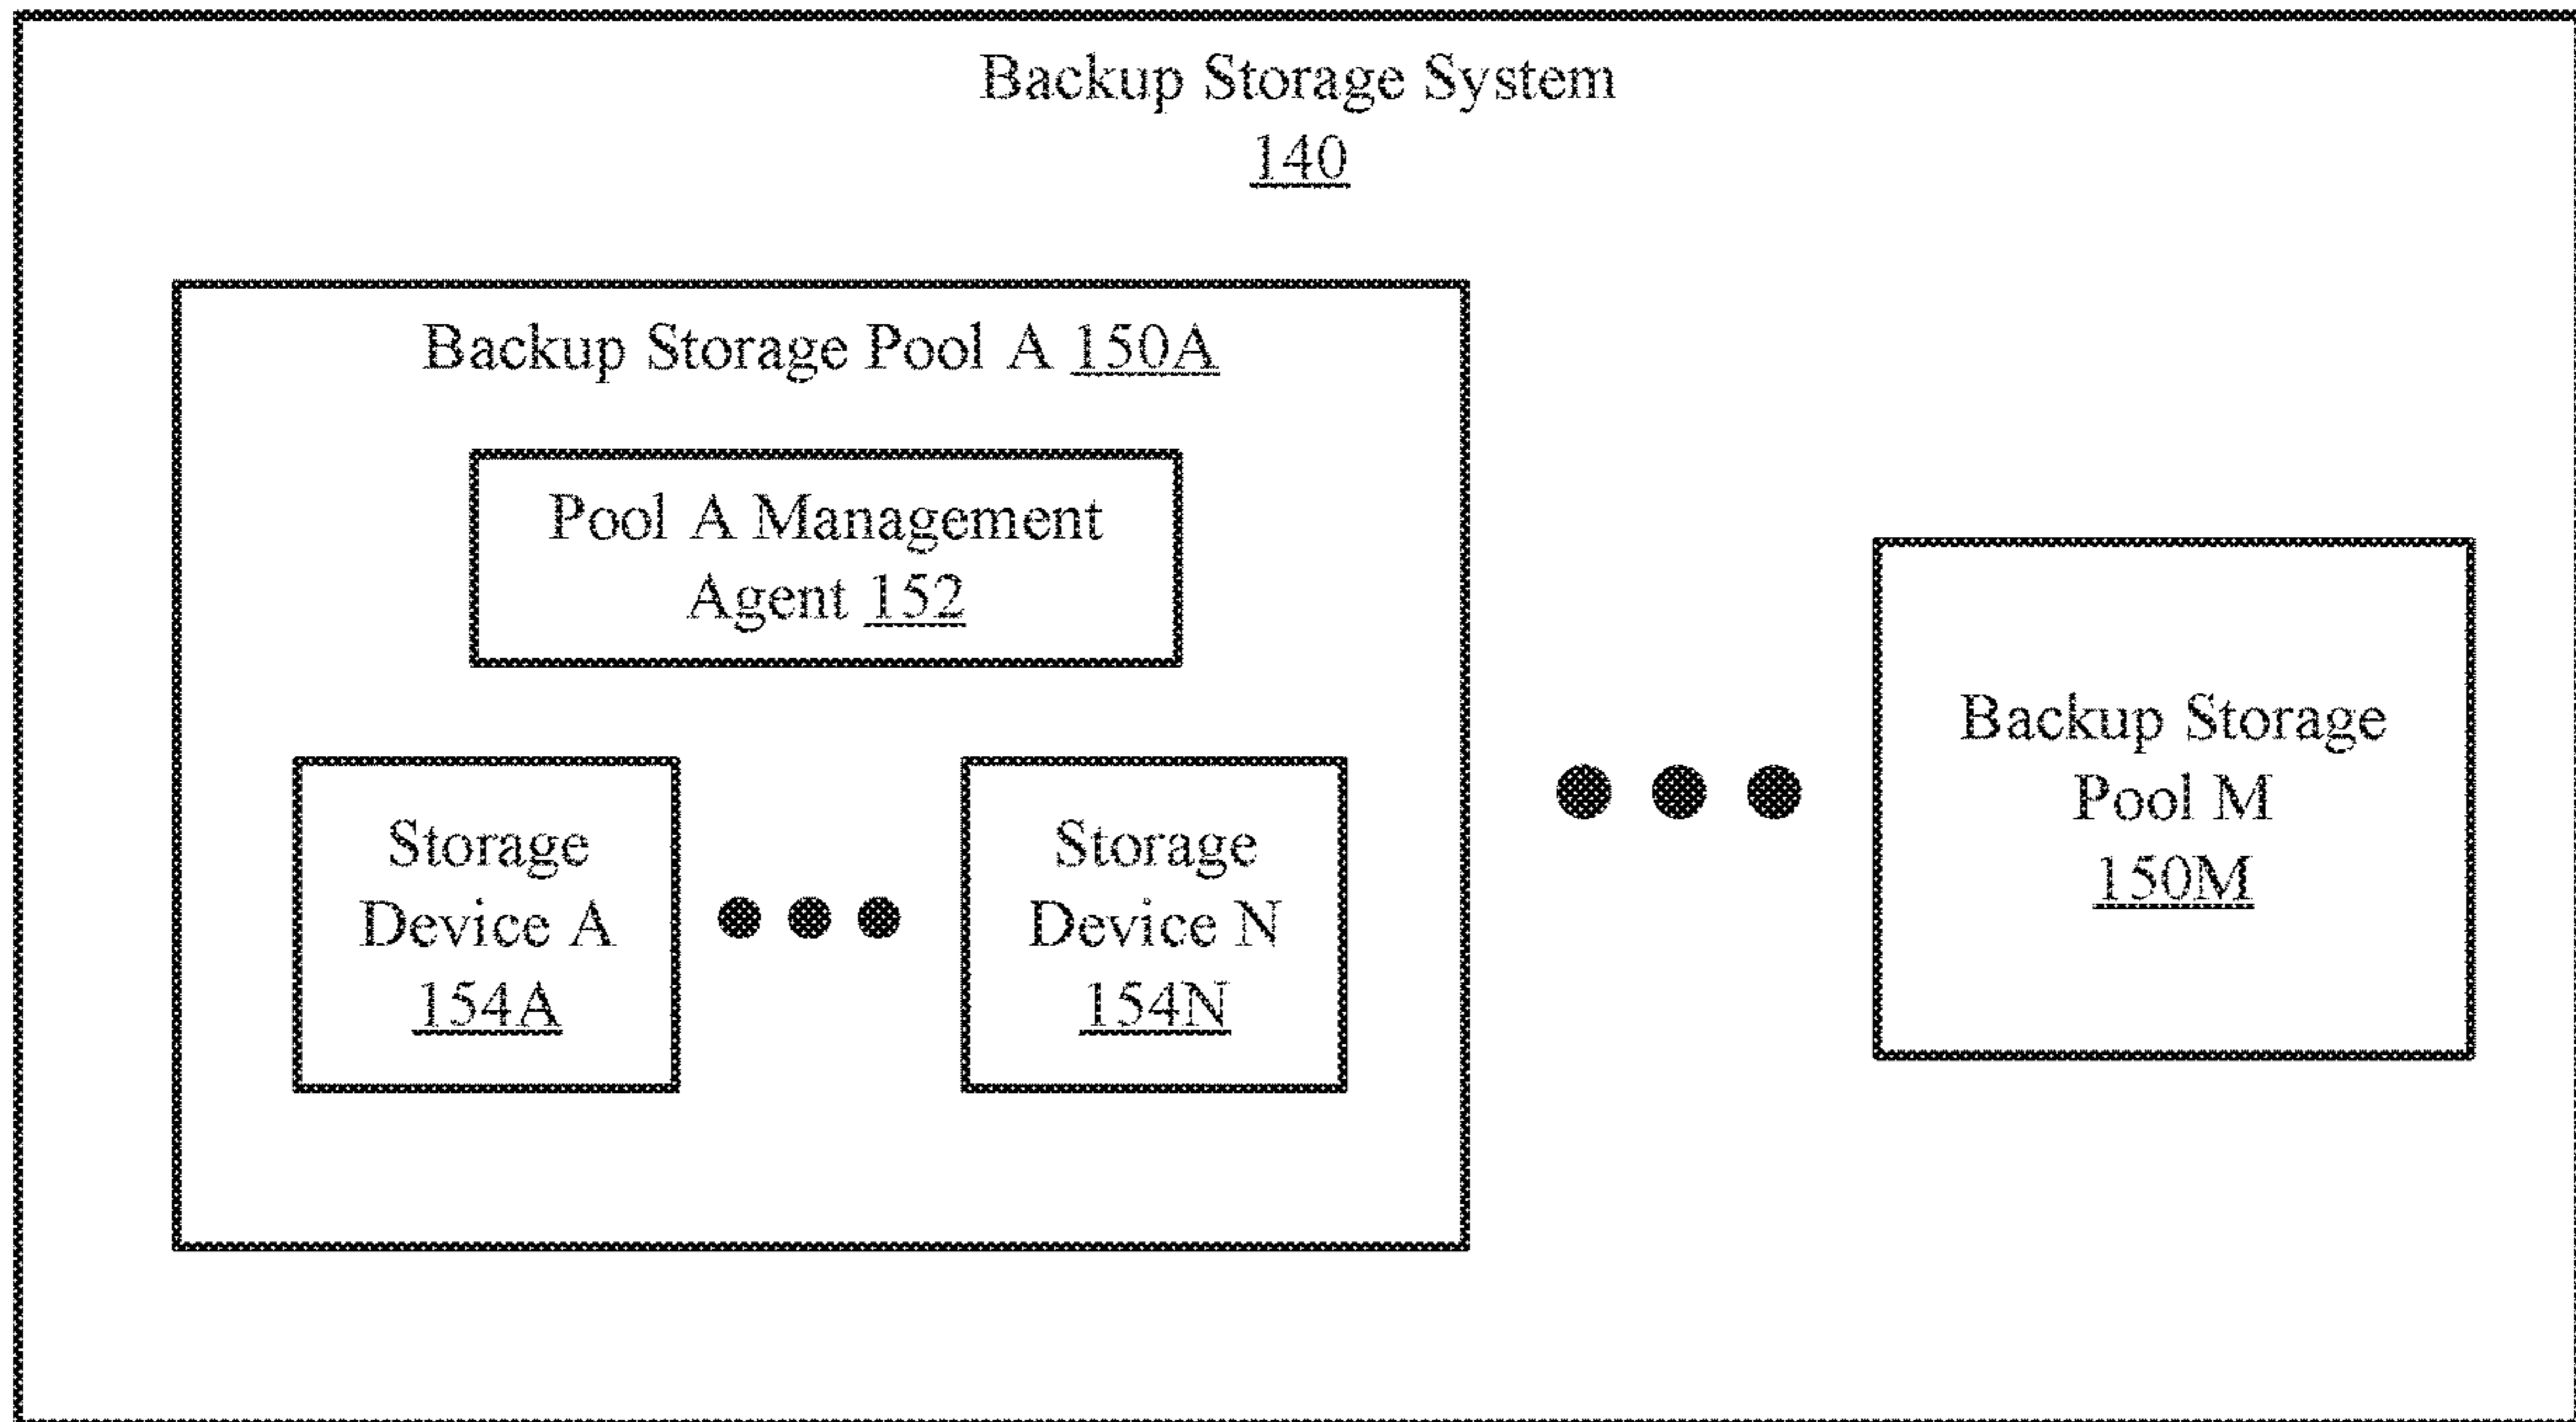 Backup Storage System
140
Backup Storage Pool A 150A
Pool A Management
Agent 152
Storage
Device A
154A
Storage
Device N
154N
Backup Storage
Pool M
150M